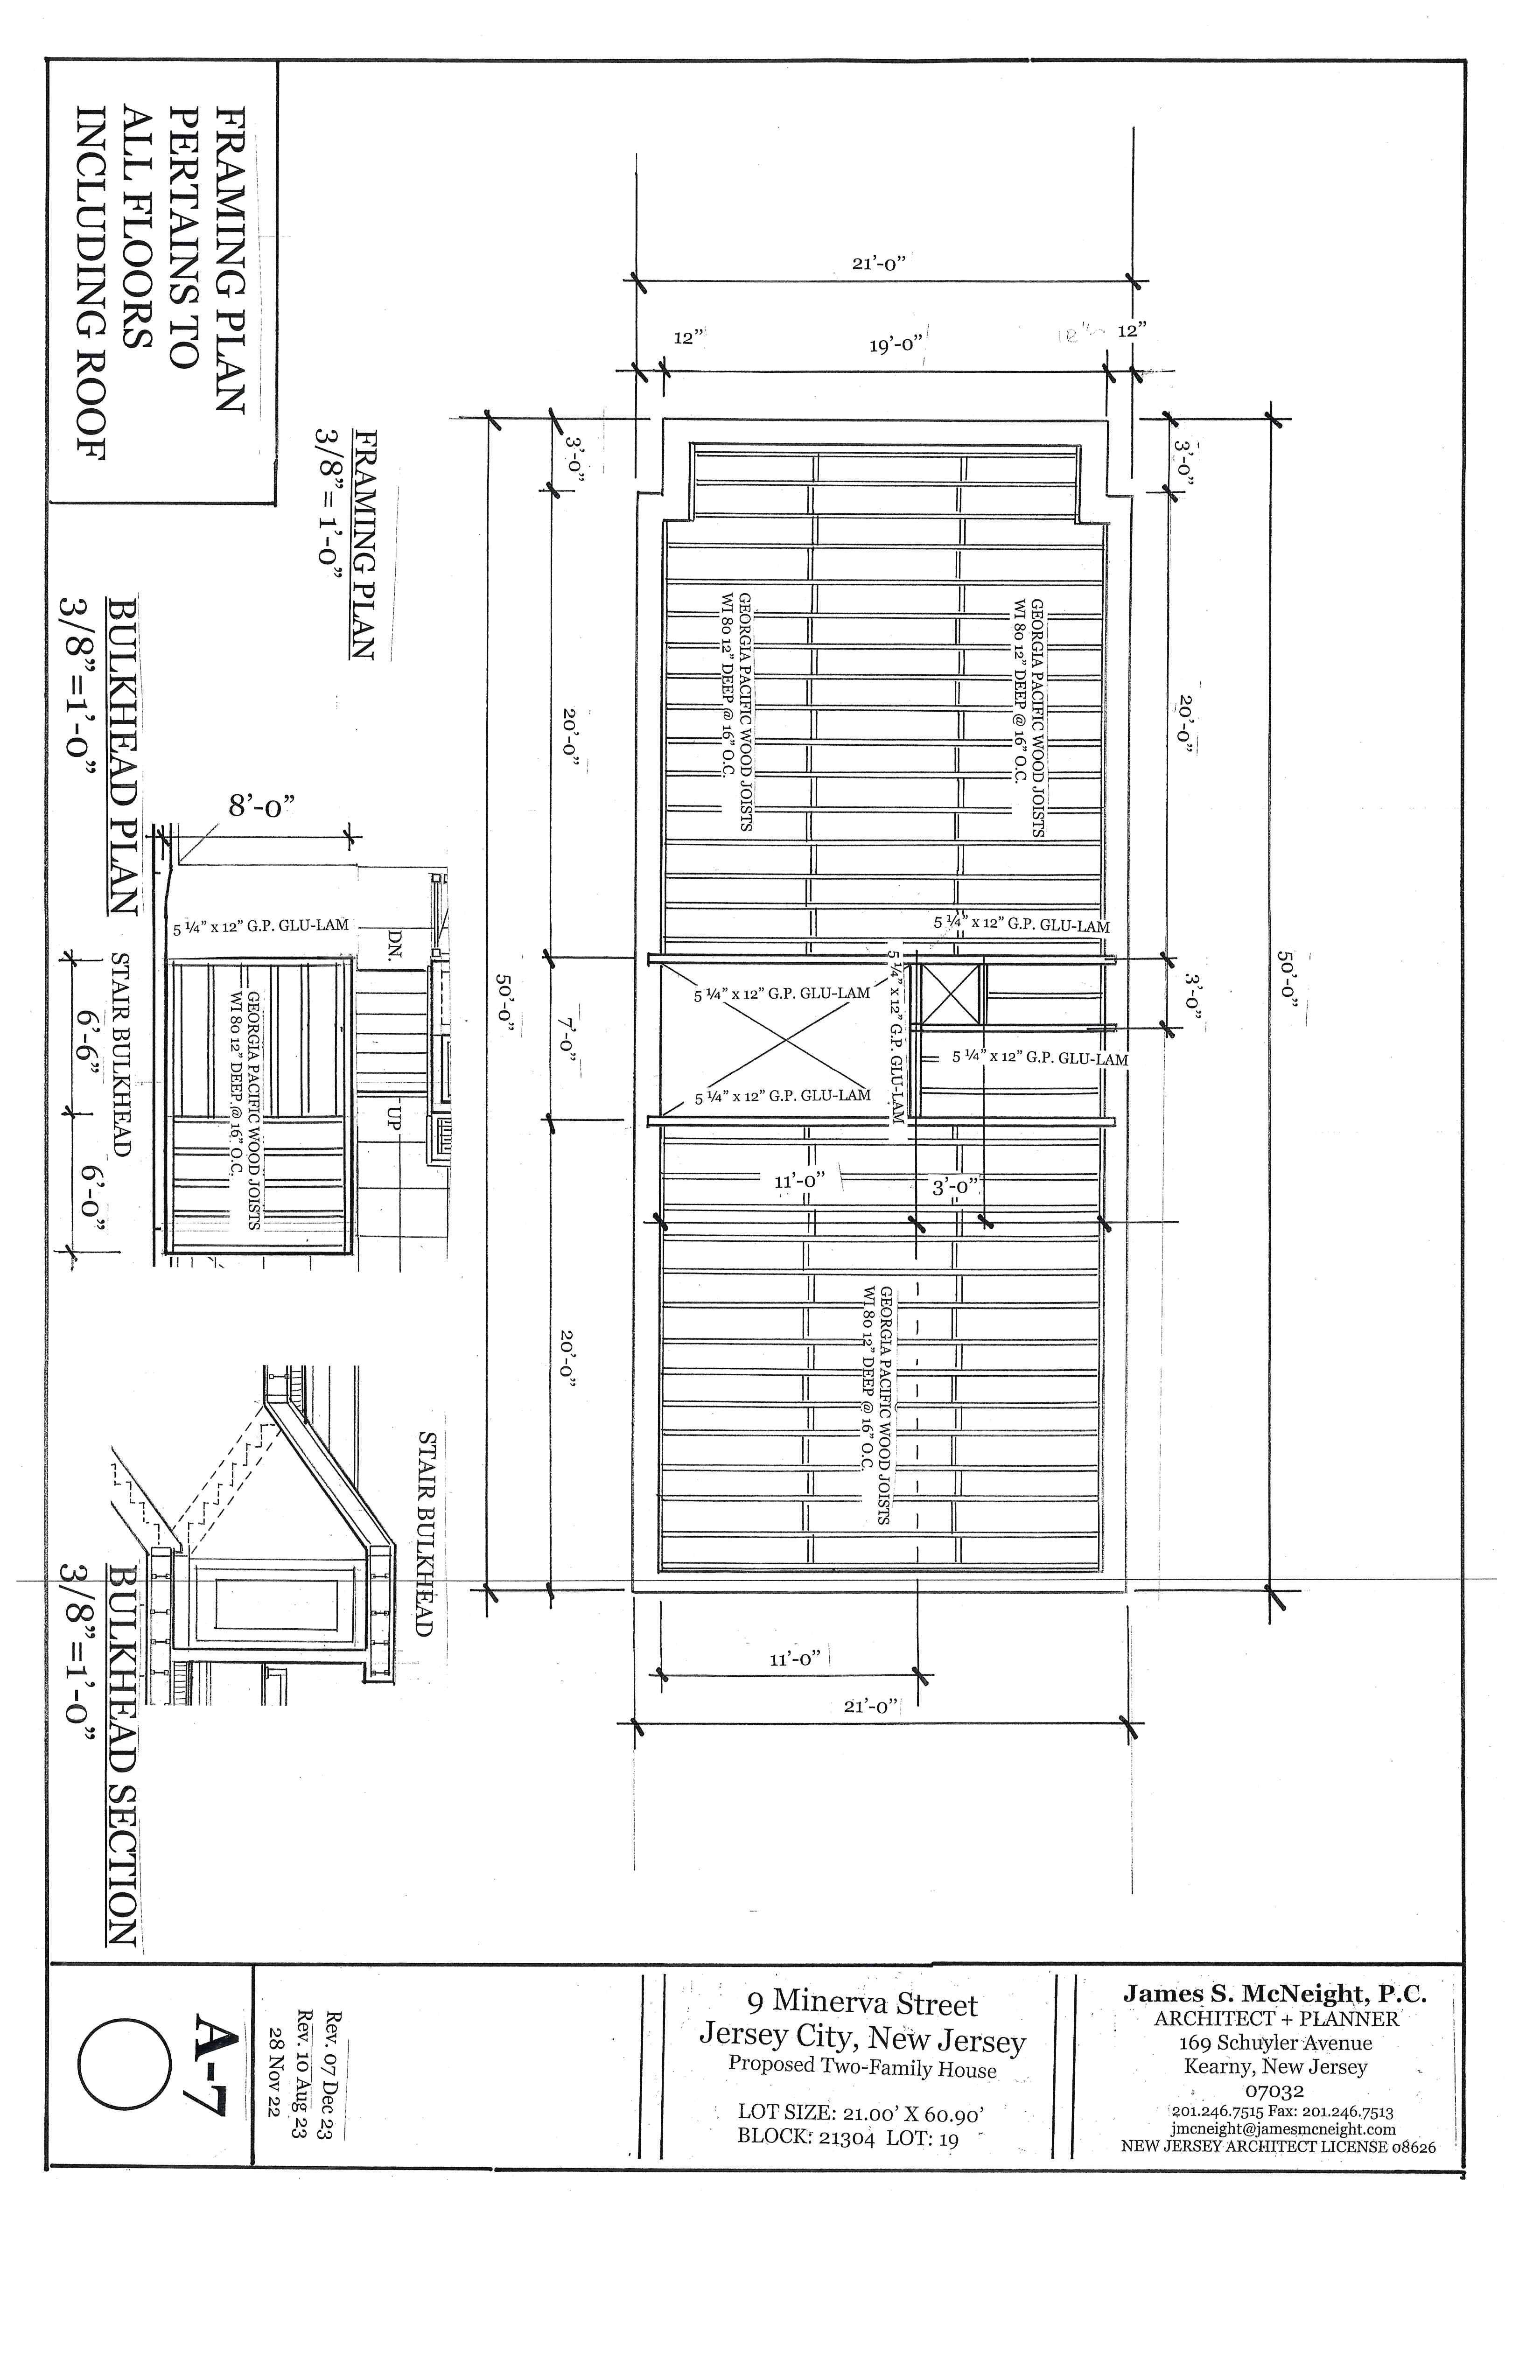 21’-0”
12”
19’-0”
12”
3’-0”
3’-0”
20’-0”
20’-0”
7’-0”
3’-0”
50’-0”
50’-0”
20’-0”
GEORGIA PACIFIC WOOD JOISTS
WI 80 12” DEEP @ 16” O.C.
GEORGIA PACIFIC WOOD JOISTS
WI 80 12” DEEP @ 16” O.C.
5 ¼” x 12” G.P. GLU-LAM
5 ¼” x 12” G.P. GLU-LAM
5 ¼” x 12” G.P. GLU-LAM
5 ¼” x 12” G.P. GLU-LAM
5 ¼” x 12” G.P. GLU-LAM
11’-0”
3’-0”
GEORGIA PACIFIC WOOD JOISTS
WI 80 12” DEEP @ 16” O.C.
11’-0”
21’-0”
FRAMING PLAN
PERTAINS TO
ALL FLOORS
INCLUDING ROOF
FRAMING PLAN
3/8”= 1’-0”
BULKHEAD PLAN
3/8”=1’-0”
8’-0”
5 ¼” x 12” G.P. GLU-LAM
DN.
UP
GEORGIA PACIFIC WOOD JOISTS
WI 80 12” DEEP @ 16” O.C.
STAIR BULKHEAD
6’-6”
6’-0”
STAIR BULKHEAD
BULKHEAD SECTION
3/8”=1’-0”
A-7
Rev. 07 Dec 23
Rev. 10 Aug 23
28 Nov 22
9 Minerva Street
Jersey City, New Jersey
Proposed Two-Family House
LOT SIZE: 21.00’ X 60.90’
BLOCK: 21304 LOT: 19
James S. McNeight, P.C.
ARCHITECT + PLANNER
169 Schuyler Avenue
Kearny, New Jersey
07032
201.246.7515 Fax: 201.246.7513
jmcneight@jamesmcneight.com
NEW JERSEY ARCHITECT LICENSE 08626